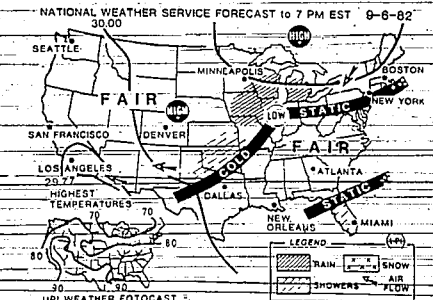 NATIONAL WEATHER SERVICE FORECAST to 7 PM EST 9-6-82
30.00
SEATTLE
HIGH
MINNEAPOLIS
BOSTON
FAIR
HIGH
LOW
STATIC
NEW YORK
SAN FRANCISCO
DENVER
FAIR
COLD
LOS ANGELES
ATLANTA
29.77
HIGHEST
TEMPERATURES
DALLAS
STATIC
70
70
NEW
ORLEANS
MIAMI
80
80
LEGEND
RAIN
SNOW
SHOWERS
AIR
FLOW
90
90
UPI WEATHER FOTOCAST